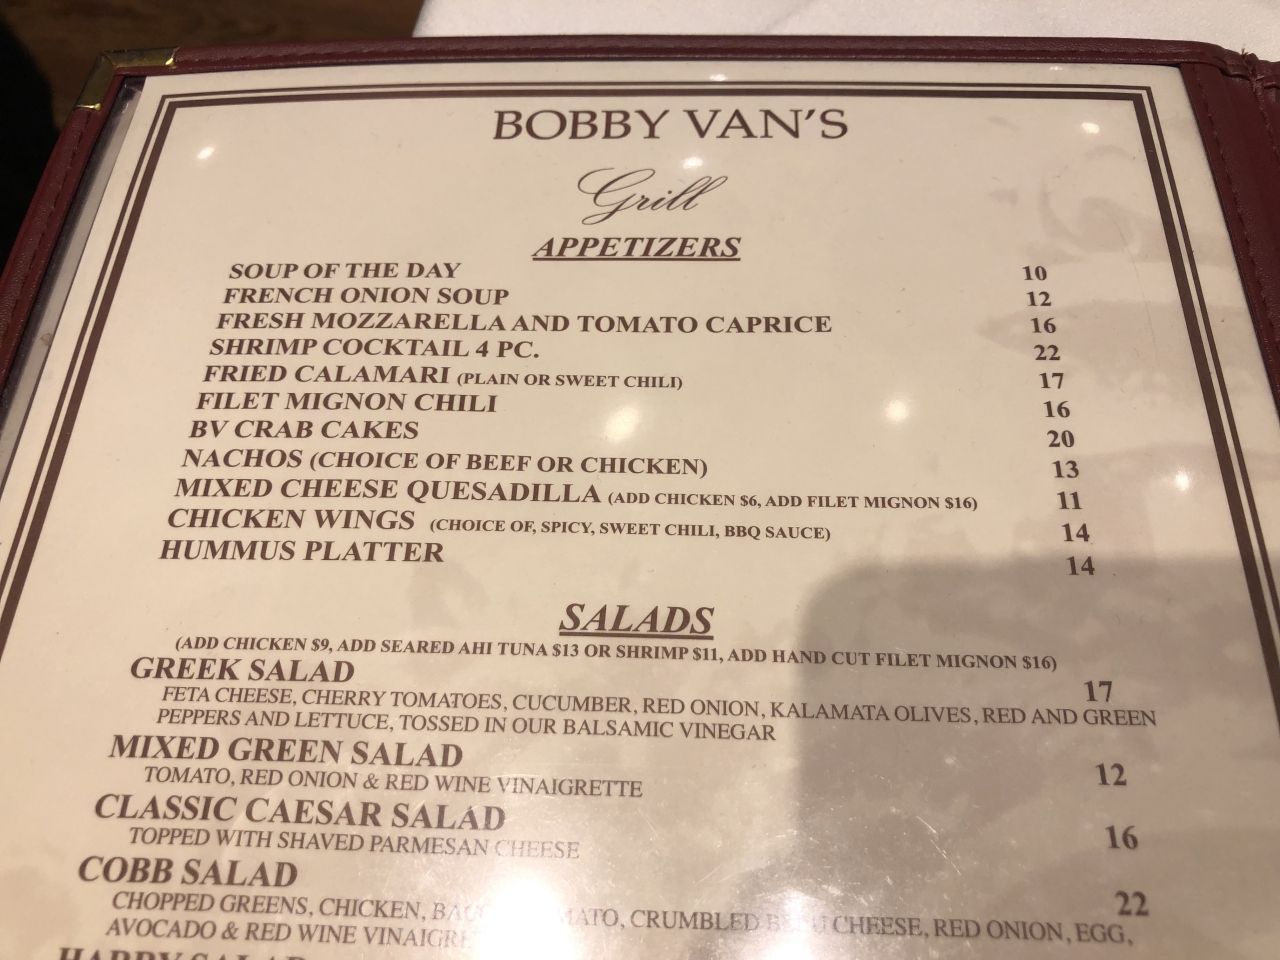 BOBBY VAN'S
Grill
APPETIZERS
SOUP OF THE DAY 10
FRENCH ONION SOUP 12
FRESH MOZZARELLA AND TOMATO CAPRICE 16
SHRIMP COCKTAIL 4 PC. 22
FRIED CALAMARI (PLAIN OR SWEET CHILI) 17
FILET MIGNON CHILI 16
BV CRAB CAKES 20
NACHOS (CHOICE OF BEEF OR CHICKEN) 13
MIXED CHEESE QUESADILLA (ADD CHICKEN $6, ADD FILET MIGNON $16) 11
CHICKEN WINGS (CHOICE OF, SPICY, SWEET CHILI, BBQ SAUCE) 14
HUMMUS PLATTER 14
SALADS
(ADD CHICKEN $9, ADD SEARED AHI TUNA $13 OR SHRIMP $11, ADD HAND CUT FILET MIGNON $16)
GREEK SALAD 17
FETA CHEESE, CHERRY TOMATOES, CUCUMBER, RED ONION, KALAMATA OLIVES, RED AND GREEN
PEPPERS AND LETTUCE, TOSSED IN OUR BALSAMIC VINEGAR
MIXED GREEN SALAD 12
TOMATO, RED ONION & RED WINE VINAIGRETTE
CLASSIC CAESAR SALAD 16
TOPPED WITH SHAVED PARMESAN CHEESE
COBB SALAD 22
CHOPPED GREENS, CHICKEN, CRUMBLED CHEESE, RED ONION, EGG,
AVOCADO & RED WINE